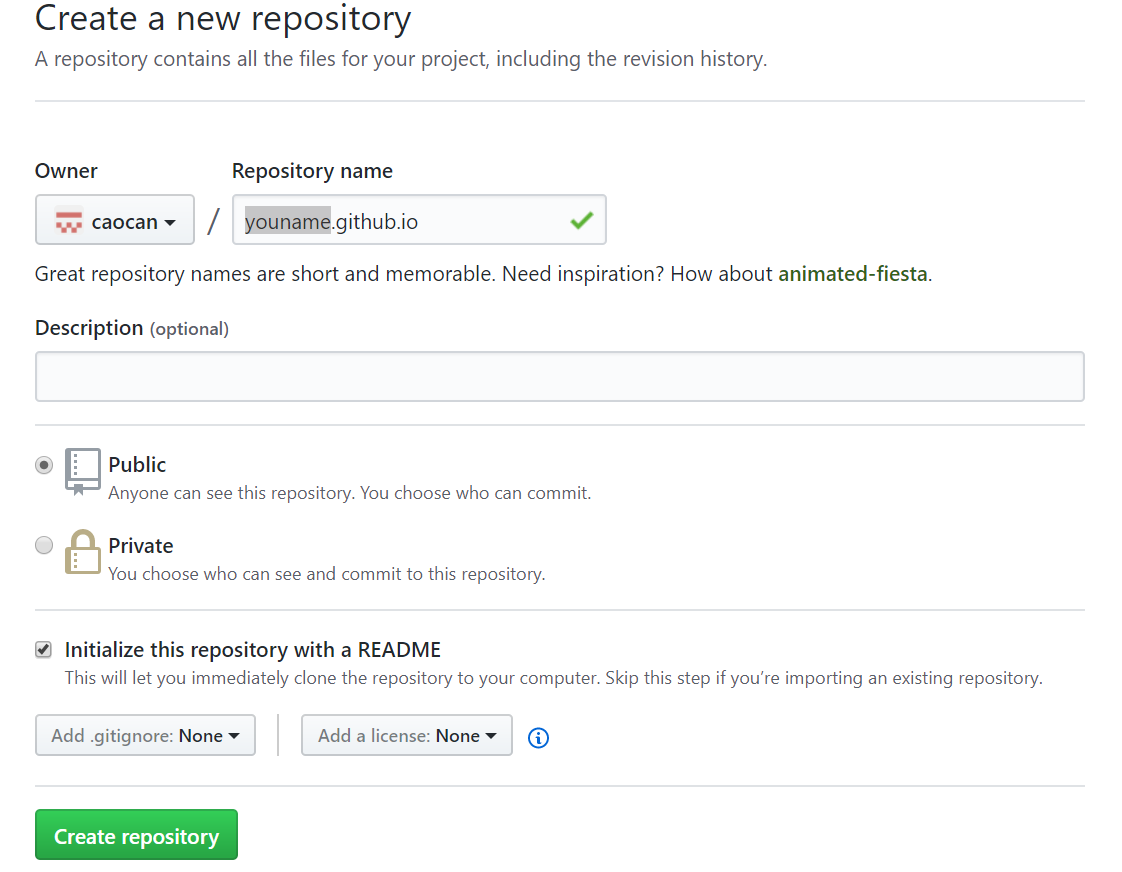 Create a new repository
A repository contains all the files for your project, including the revision history.
Owner
Repository name
caocan / youname.github.io
Great repository names are short and memorable. Need inspiration? How about animated-fiesta.
Description (optional)
Public
Anyone can see this repository. You choose who can commit.
Private
You choose who can see and commit to this repository.
Initialize this repository with a README
This will let you immediately clone the repository to your computer. Skip this step if you’re importing an existing repository.
Add .gitignore: None
Add a license: None
Create repository